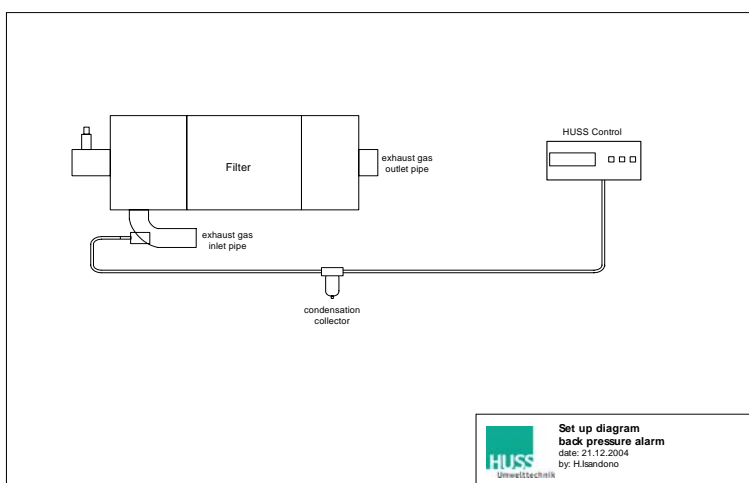 HUSS Control
Filter
exhaust gas
outlet pipe
exhaust gas
inlet pipe
condensation
collector
HUSS
Umwelttechnik
Set up diagram
back pressure alarm
date: 21.12.2004
by: H.Isandono